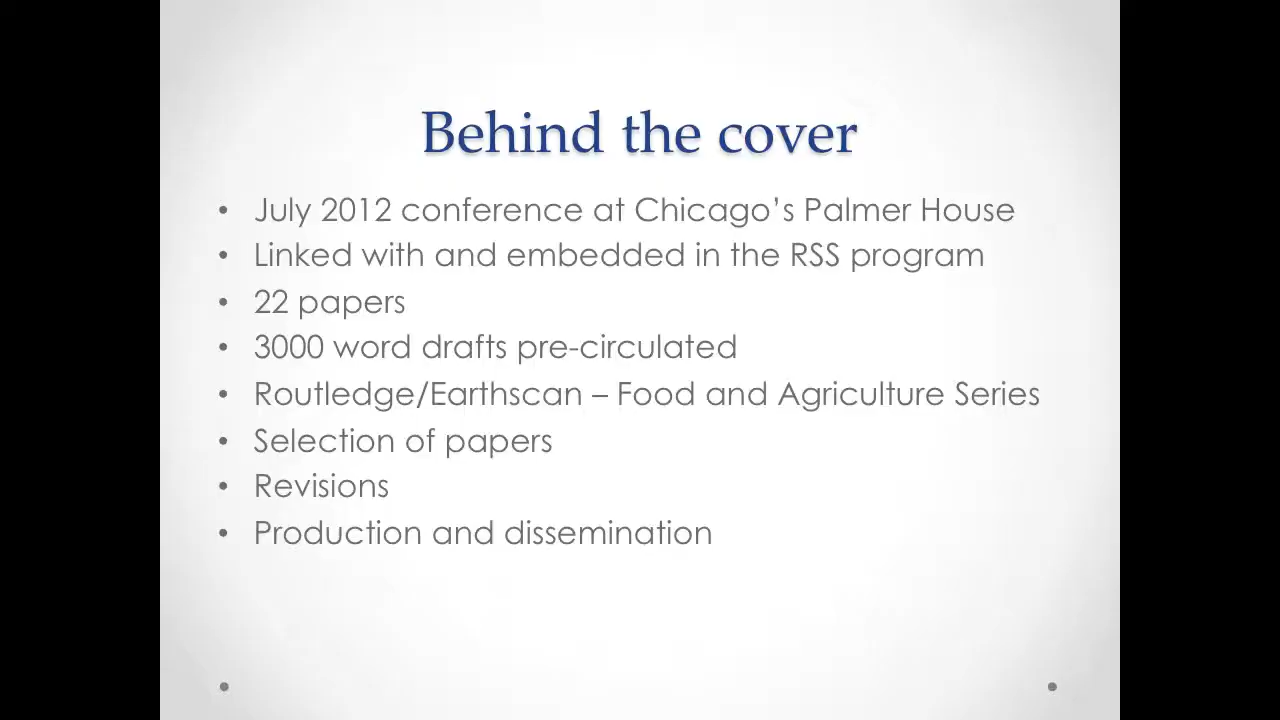 Behind the cover
• July 2012 conference at Chicago’s Palmer House
• Linked with and embedded in the RSS program
• 22 papers
• 3000 word drafts pre-circulated
• Routledge/Earthscan – Food and Agriculture Series
• Selection of papers
• Revisions
• Production and dissemination